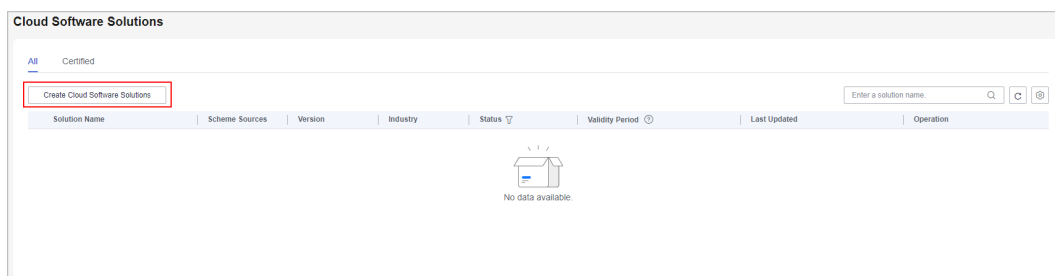 Cloud Software Solutions
All Certified
Create Cloud Software Solutions Enter a solution name.
Solution Name Scheme Sources Version Industry Status Validity Period Last Updated Operation
No data available.